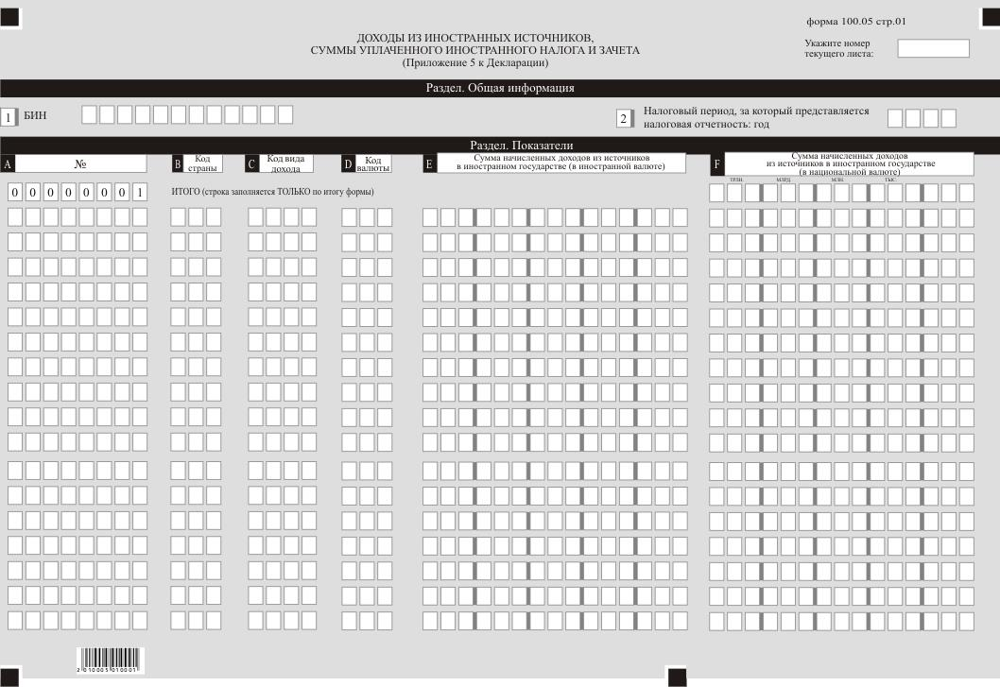 форма 100.05 стр.01
ДОХОДЫ ИЗ ИНОСТРАННЫХ ИСТОЧНИКОВ,
СУММЫ УПЛАЧЕННОГО ИНОСТРАННОГО НАЛОГА И ЗАЧЕТА
(Приложение 5 к Декларации)
Укажите номер
текущего листа:
Раздел. Общая информация
1 БИН
2 Налоговый период, за который представляется
налоговая отчетность: год
Раздел. Показатели
A №
B Код
страны
C Код вида
дохода
D Код
валюты
E Сумма начисленных доходов из источников
в иностранном государстве (в иностранной валюте)
F Сумма начисленных доходов
из источников в иностранном государстве
(в национальной валюте)
ТРЛН. МЛРД. МЛН. ТЫС.
0 0 0 0 0 0 0 1 ИТОГО (строка заполняется ТОЛЬКО по итогу формы)
2 010005 010001